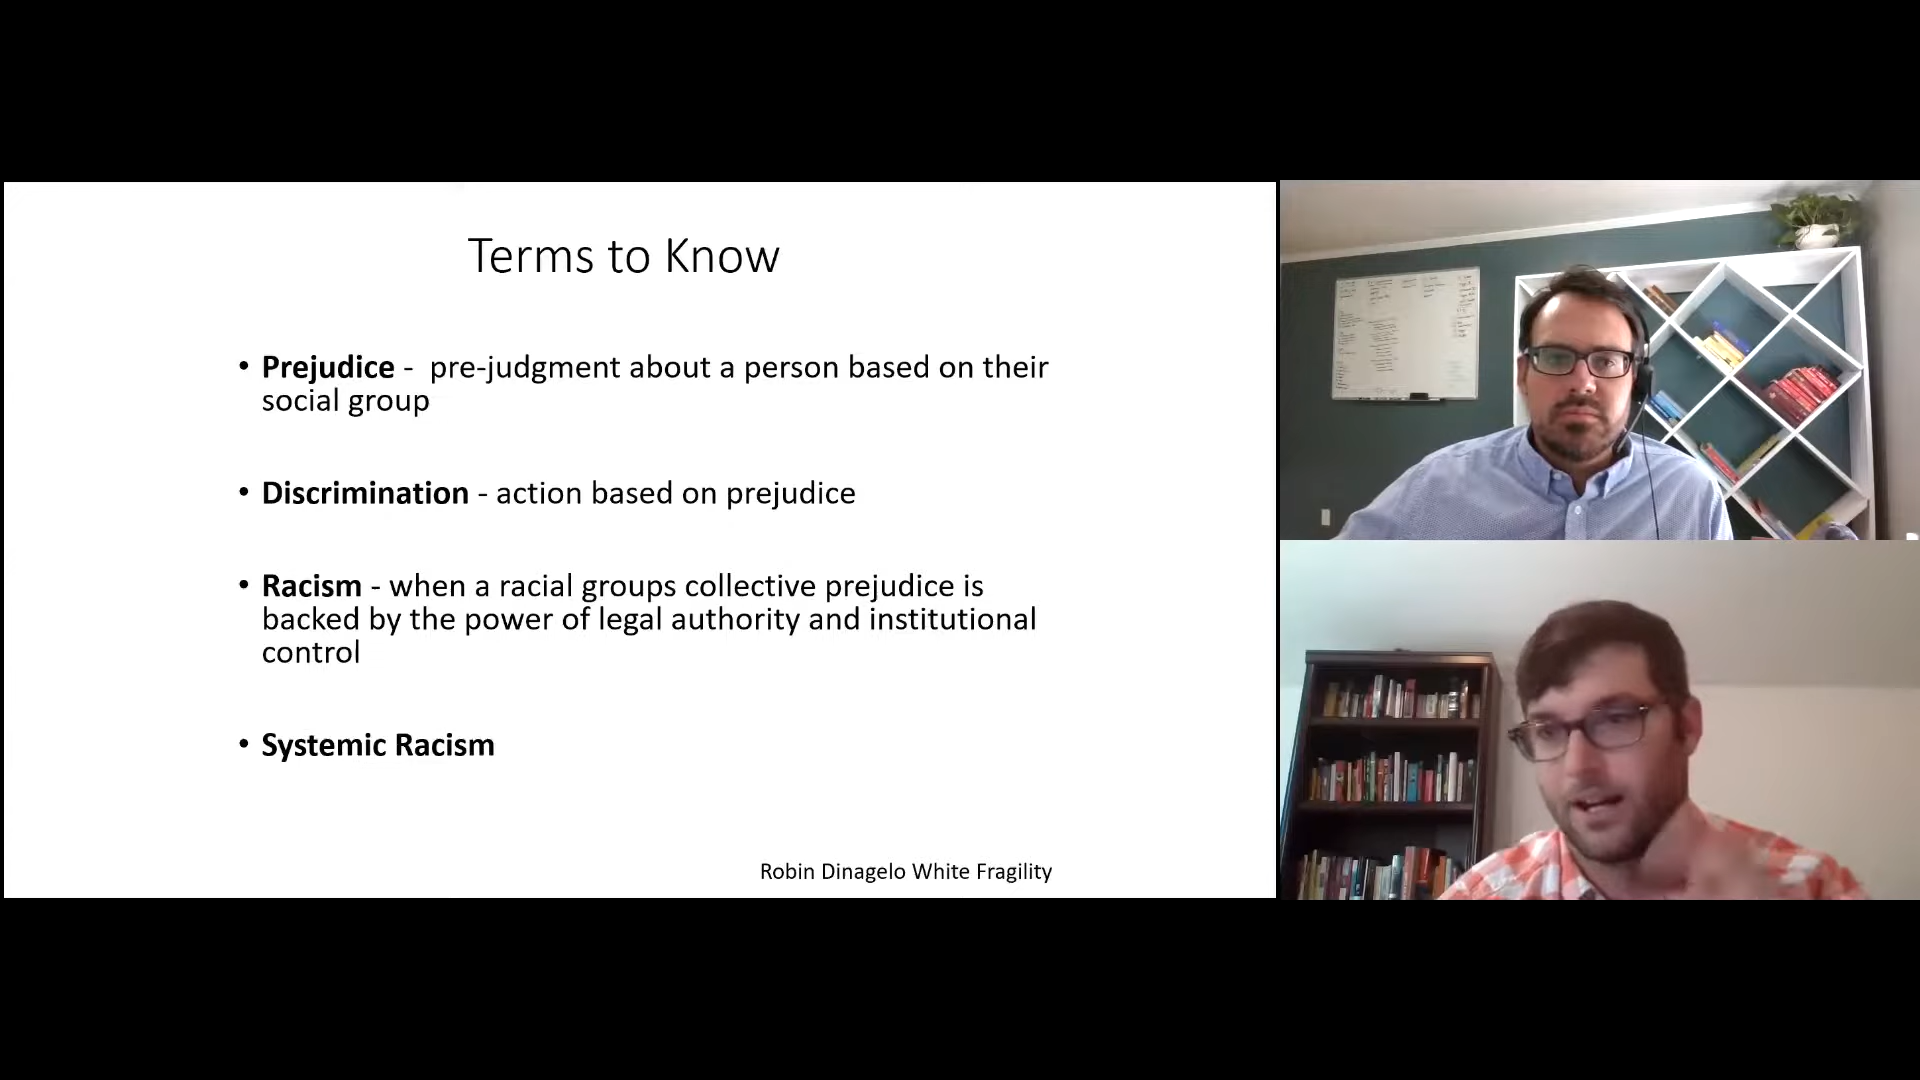 Terms to Know
• Prejudice -  pre-judgment about a person based on their
social group
• Discrimination - action based on prejudice
• Racism - when a racial groups collective prejudice is
backed by the power of legal authority and institutional
control
• Systemic Racism
Robin Dinagelo White Fragility